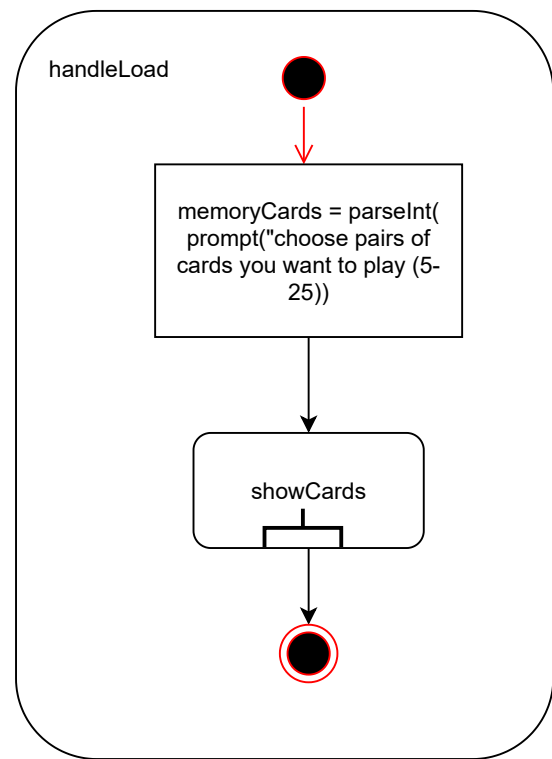 handleLoad
memoryCards = parseInt(
prompt("choose pairs of
cards you want to play (5-
25))
showCards